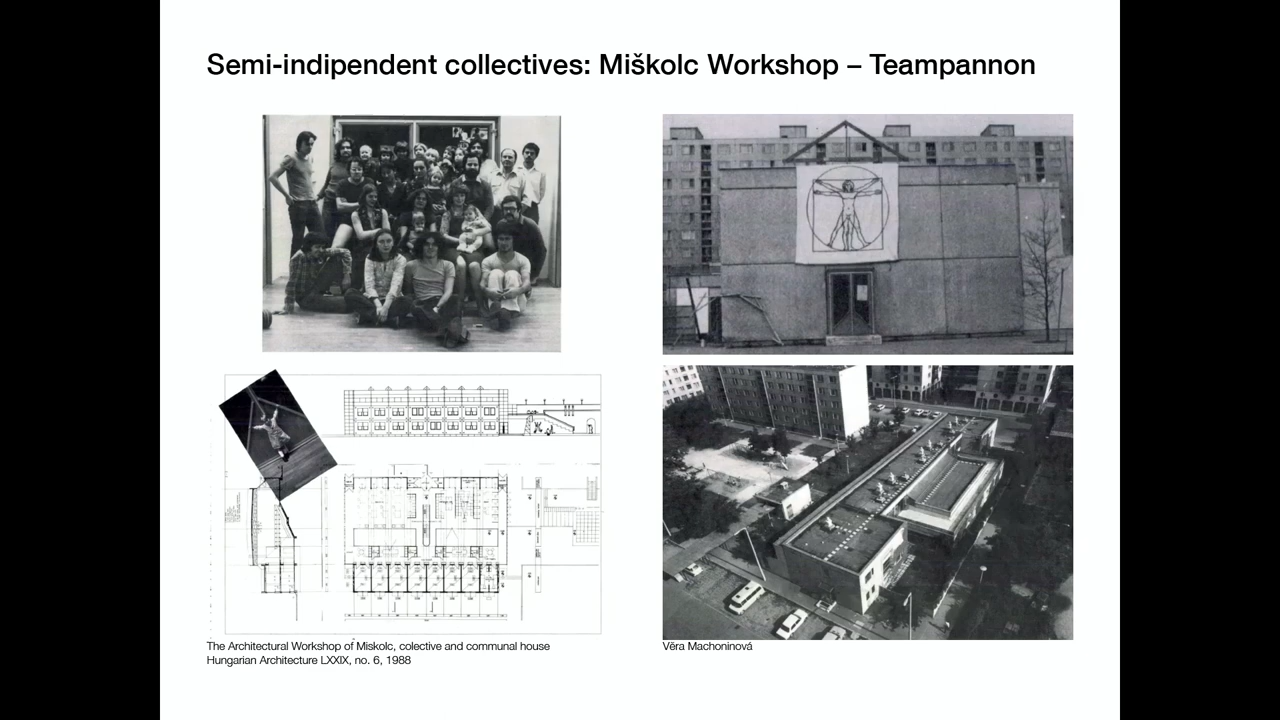 Semi-indipendent collectives: Miškolc Workshop – Teampannon
The Architectural Workshop of Miskolc, colective and communal house
Hungarian Architecture LXXIX, no. 6, 1988
Věra Machoninová